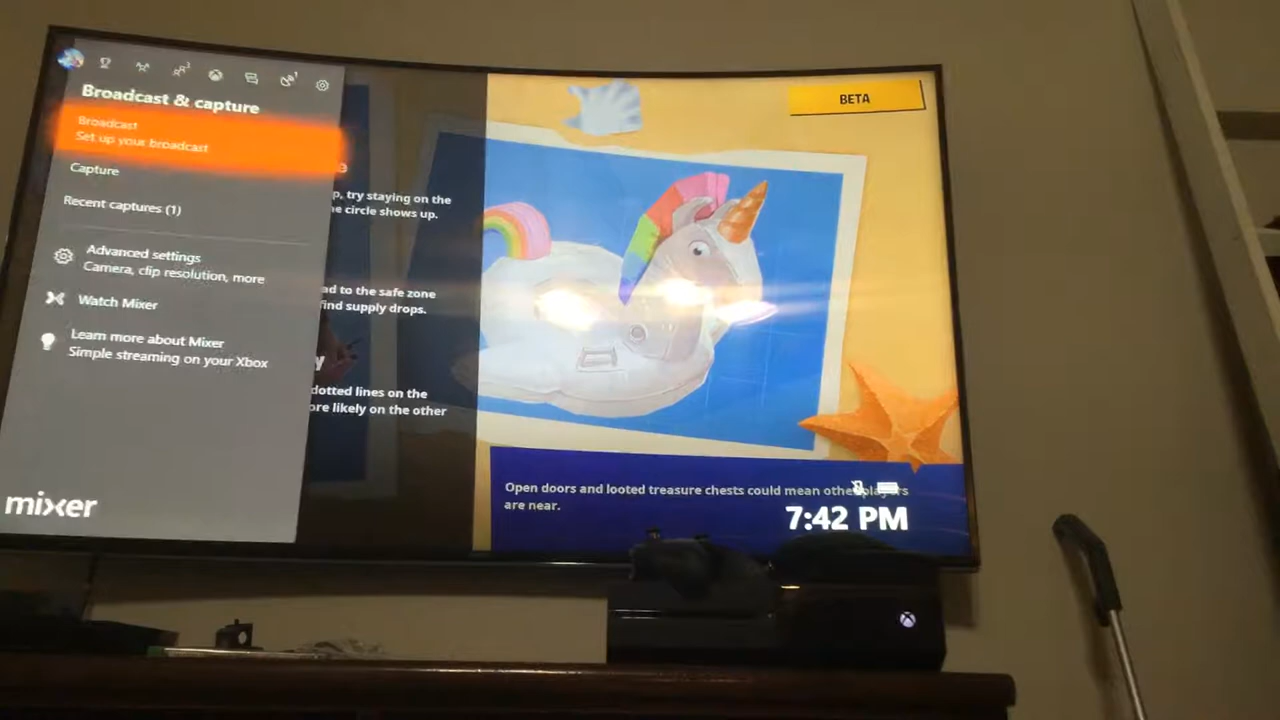 Broadcast & capture
Broadcast
Set up your broadcast
Capture
Recent captures (1)
Advanced settings
Camera, clip resolution, more
Watch Mixer
Learn more about Mixer
Simple streaming on your Xbox
mixer
p, try staying on the
e circle shows up.
ad to the safe zone
find supply drops.
y
dotted lines on the
ore likely on the other
BETA
Open doors and looted treasure chests could mean other players
are near.
7:42 PM